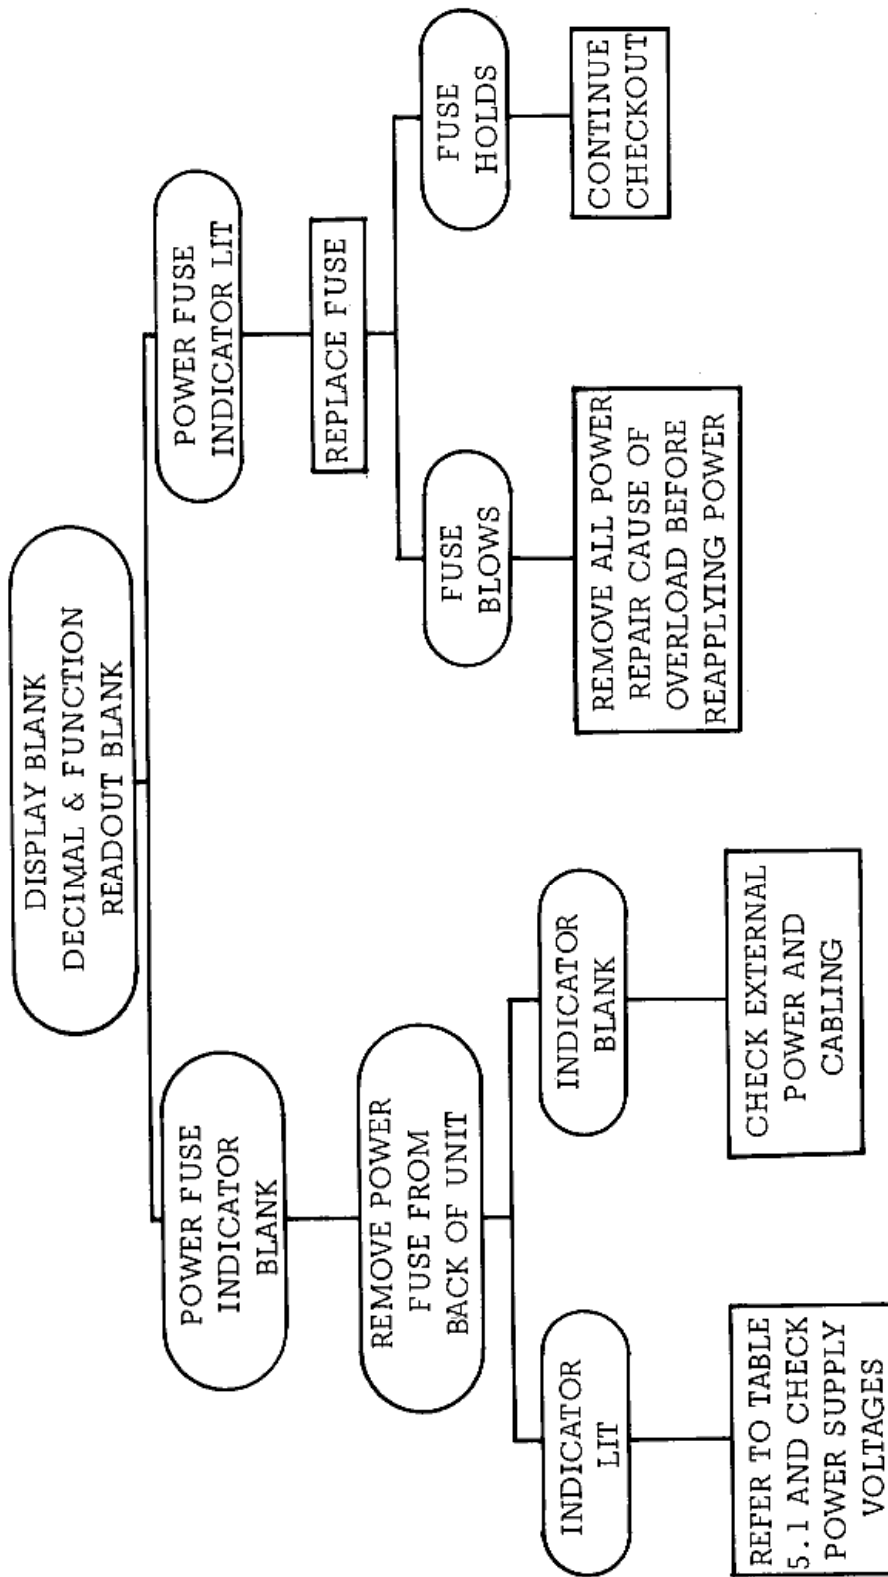 DISPLAY BLANK
DECIMAL & FUNCTION
READOUT BLANK
POWER FUSE
INDICATOR
BLANK
POWER FUSE
INDICATOR LIT
REMOVE POWER
FUSE FROM
BACK OF UNIT
REPLACE FUSE
INDICATOR
LIT
INDICATOR
BLANK
FUSE
BLOWS
FUSE
HOLDS
REFER TO TABLE
5.1 AND CHECK
POWER SUPPLY
VOLTAGES
CHECK EXTERNAL
POWER AND
CABLING
REMOVE ALL POWER
REPAIR CAUSE OF
OVERLOAD BEFORE
REAPPLYING POWER
CONTINUE
CHECKOUT